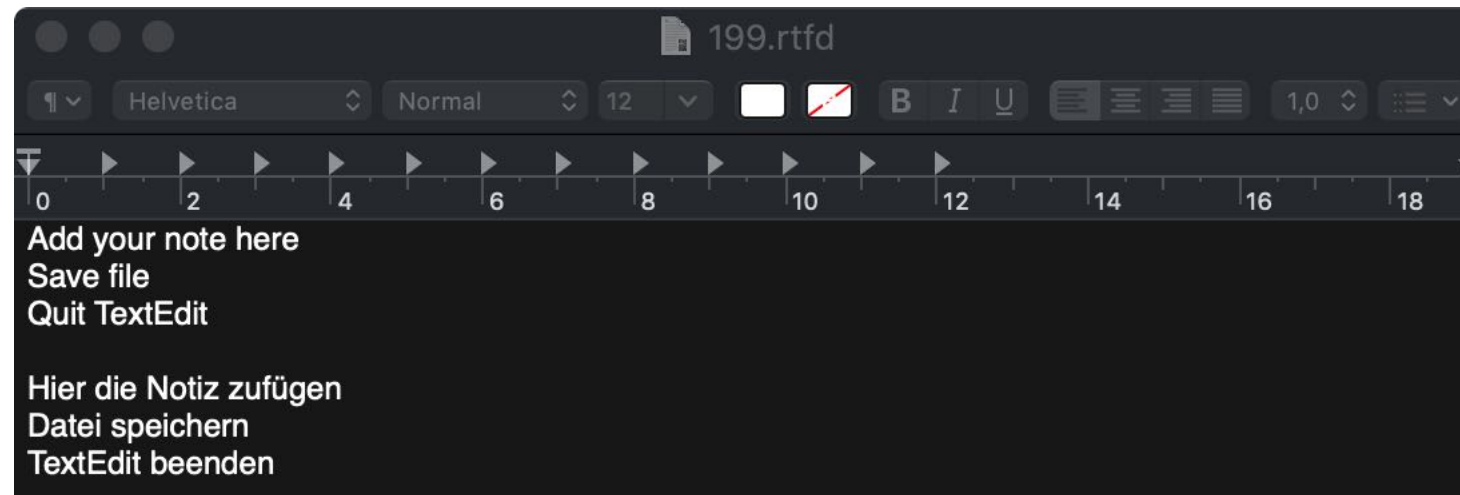 199.rtfd
¶ Helvetica Normal 12 B I U 1,0
0 2 4 6 8 10 12 14 16 18
Add your note here
Save file
Quit TextEdit
Hier die Notiz zufügen
Datei speichern
TextEdit beenden